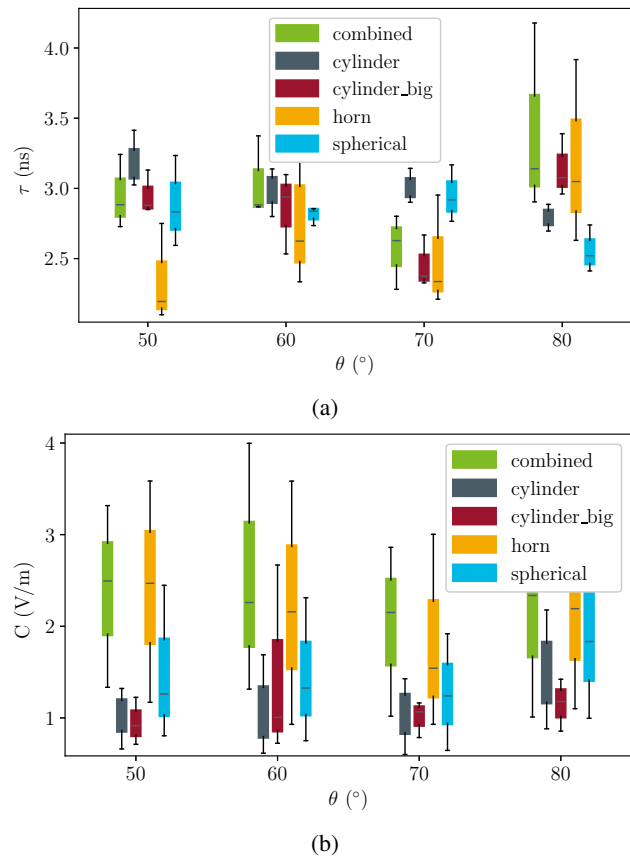 4.0
3.5
3.0
2.5
τ (ns)
combined
cylinder
cylinder_big
horn
spherical
50 60 70 80
θ (°)
(a)
4
3
2
1
C (V/m)
combined
cylinder
cylinder_big
horn
spherical
50 60 70 80
θ (°)
(b)